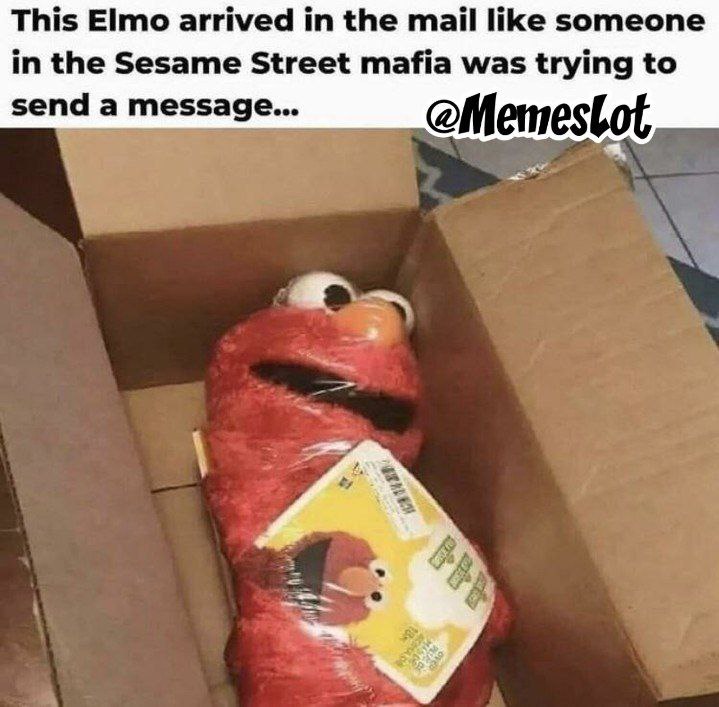 This Elmo arrived in the mail like someone
in the Sesame Street mafia was trying to
send a message...
@MemesLot
18M+